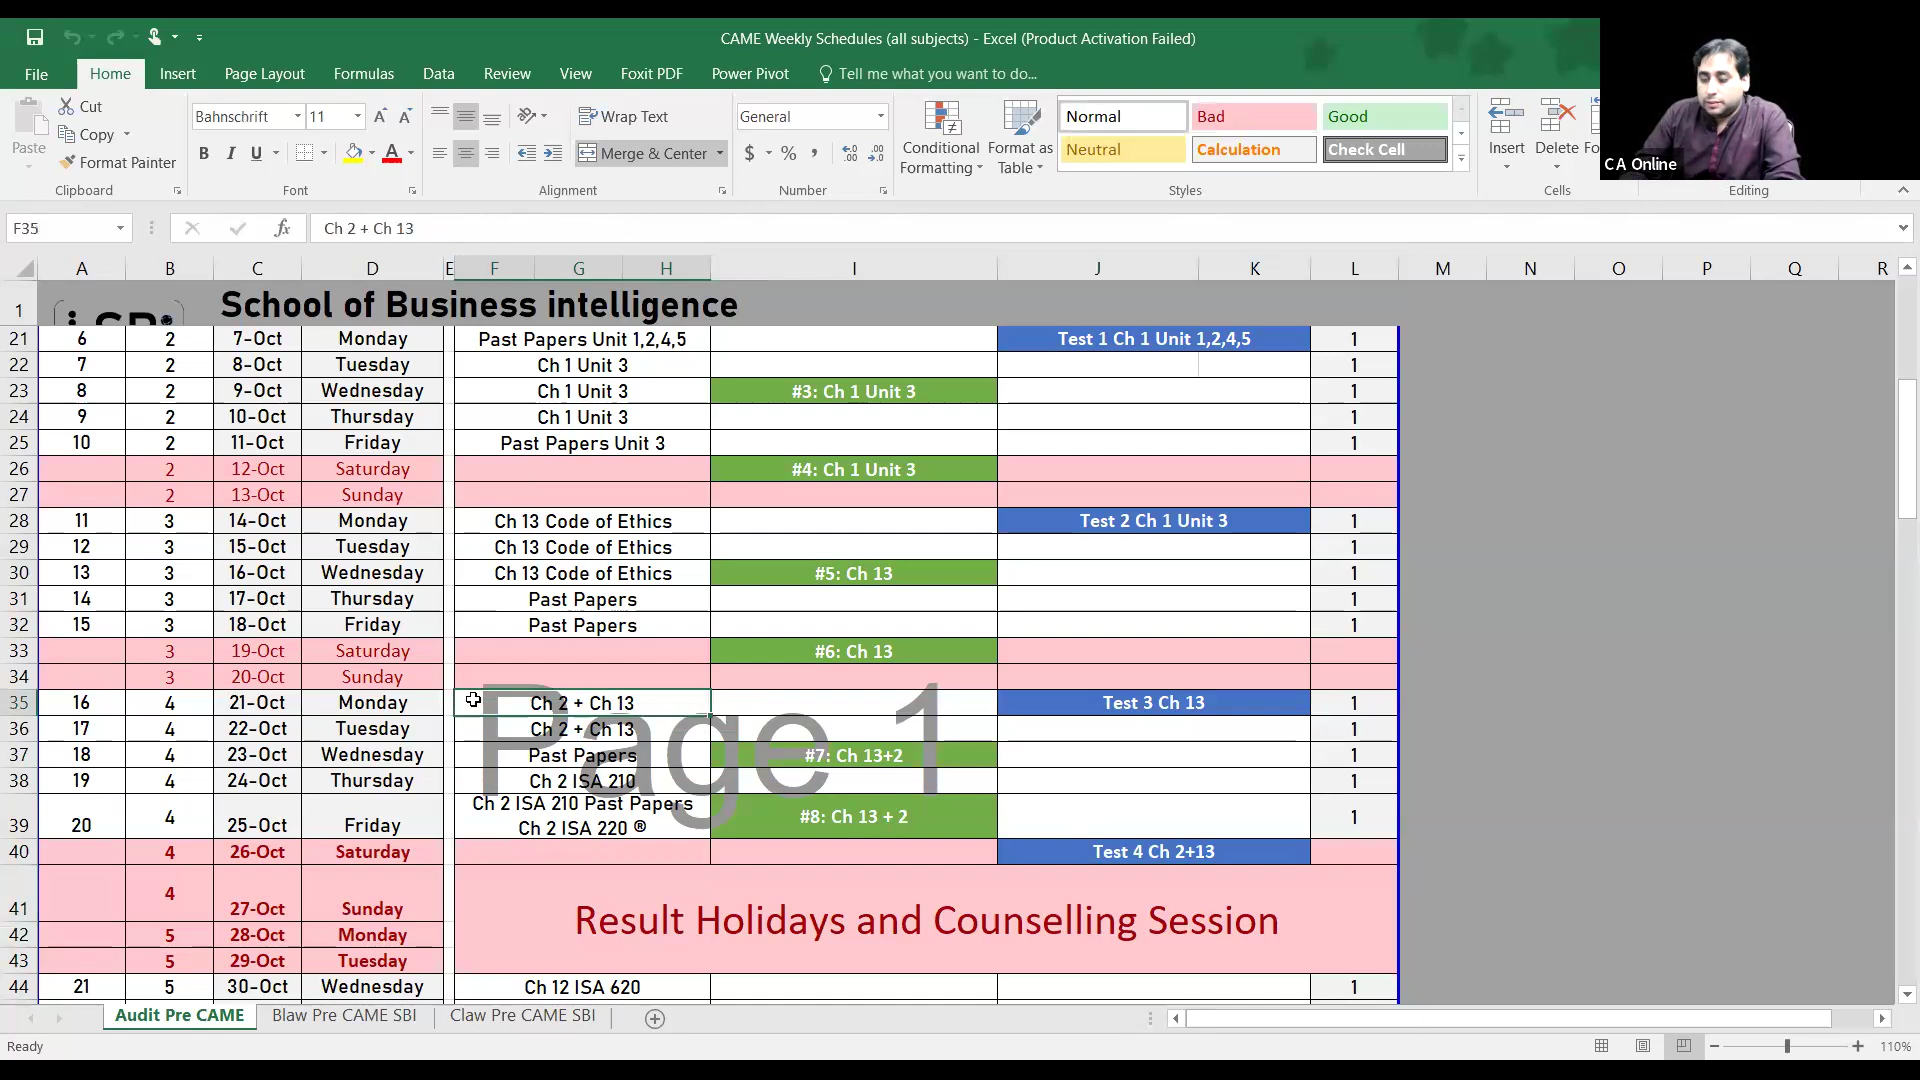 CAME Weekly Schedules (all subjects) - Excel (Product Activation Failed)
File Home Insert Page Layout Formulas Data Review View Foxit PDF Power Pivot Tell me what you want to do...
Paste
Cut
Copy
Format Painter
Clipboard
Bahnschrift 11
B I U
Font
Wrap Text
Merge & Center
Alignment
General
$ % ,
Number
Conditional Formatting
Format as Table
Normal Bad Good
Neutral Calculation Check Cell
Styles
Insert Delete
Cells
Editing
C A Online
F35 fx Ch 2 + Ch 13
A B C D E F G H I J K L M N O P Q R
1 School of Business intelligence
21 6 2 7-Oct Monday Past Papers Unit 1,2,4,5 Test 1 Ch 1 Unit 1,2,4,5 1
22 7 2 8-Oct Tuesday Ch 1 Unit 3 1
23 8 2 9-Oct Wednesday Ch 1 Unit 3 #3: Ch 1 Unit 3 1
24 9 2 10-Oct Thursday Ch 1 Unit 3 1
25 10 2 11-Oct Friday Past Papers Unit 3 1
26 2 12-Oct Saturday #4: Ch 1 Unit 3
27 2 13-Oct Sunday
28 11 3 14-Oct Monday Ch 13 Code of Ethics Test 2 Ch 1 Unit 3 1
29 12 3 15-Oct Tuesday Ch 13 Code of Ethics 1
30 13 3 16-Oct Wednesday Ch 13 Code of Ethics #5: Ch 13 1
31 14 3 17-Oct Thursday Past Papers 1
32 15 3 18-Oct Friday Past Papers 1
33 3 19-Oct Saturday #6: Ch 13
34 3 20-Oct Sunday
35 16 4 21-Oct Monday Ch 2 + Ch 13 Test 3 Ch 13 1
36 17 4 22-Oct Tuesday Ch 2 + Ch 13 1
Page 1
37 18 4 23-Oct Wednesday Past Papers #7: Ch 13+2 1
38 19 4 24-Oct Thursday Ch 2 ISA 210 1
39 20 4 25-Oct Friday Ch 2 ISA 210 Past Papers
Ch 2 ISA 220 ® #8: Ch 13 + 2 1
40 4 26-Oct Saturday Test 4 Ch 2+13
41 4 27-Oct Sunday Result Holidays and Counselling Session
42 5 28-Oct Monday
43 5 29-Oct Tuesday
44 21 5 30-Oct Wednesday Ch 12 ISA 620 1
Audit Pre CAME Blaw Pre CAME SBI Claw Pre CAME SBI
Ready 110%